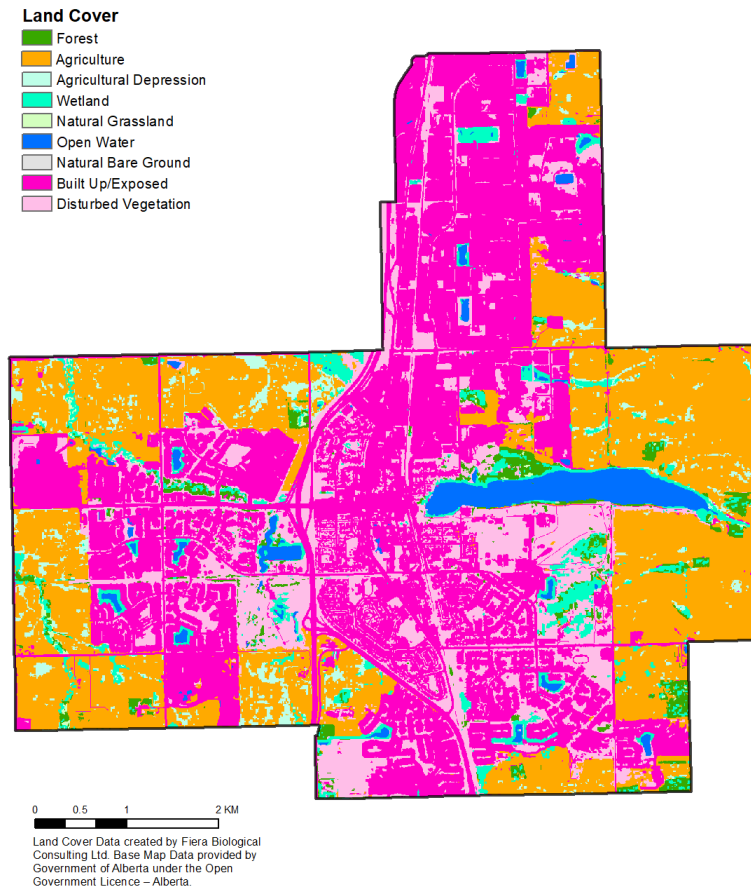 Land Cover
Forest
Agriculture
Agricultural Depression
Wetland
Natural Grassland
Open Water
Natural Bare Ground
Built Up/Exposed
Disturbed Vegetation
0 0.5 1 2 KM
Land Cover Data created by Fiera Biological
Consulting Ltd. Base Map Data provided by
Government of Alberta under the Open
Government Licence – Alberta.